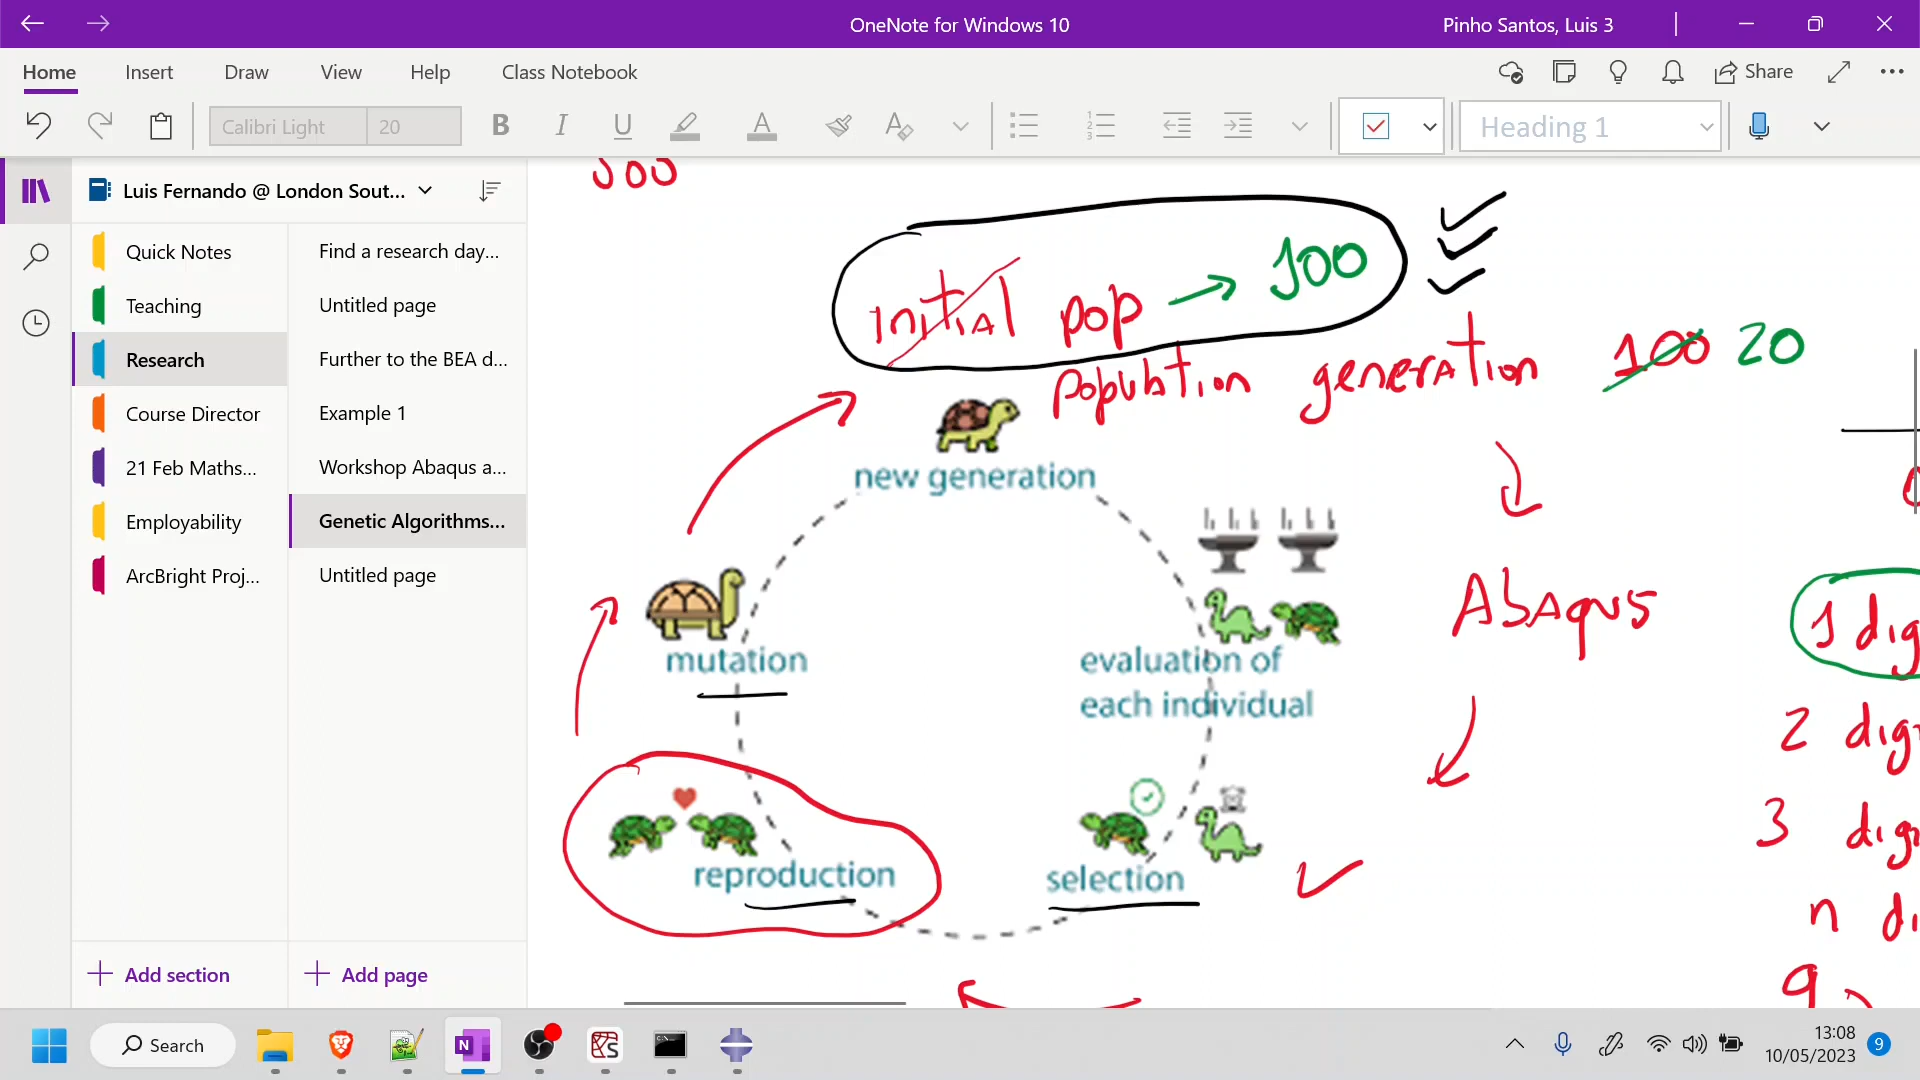 OneNote for Windows 10
Pinho Santos, Luis 3
Home Insert Draw View Help Class Notebook
Share
Calibri Light 20
B I U A
Heading 1
Luis Fernando @ London Sout...
Quick Notes
Teaching
Research
Course Director
21 Feb Maths...
Employability
ArcBright Proj...
Find a research day...
Untitled page
Further to the BEA d...
Example 1
Workshop Abaqus a...
Genetic Algorithms...
Untitled page
Add section
Add page
initial pop → 100
population generation 100 20
new generation
mutation
evaluation of
each individual
reproduction
selection
Abaqus
1 dig
2 dig
3 dig
n di
9
Search
13:08
10/05/2023
9